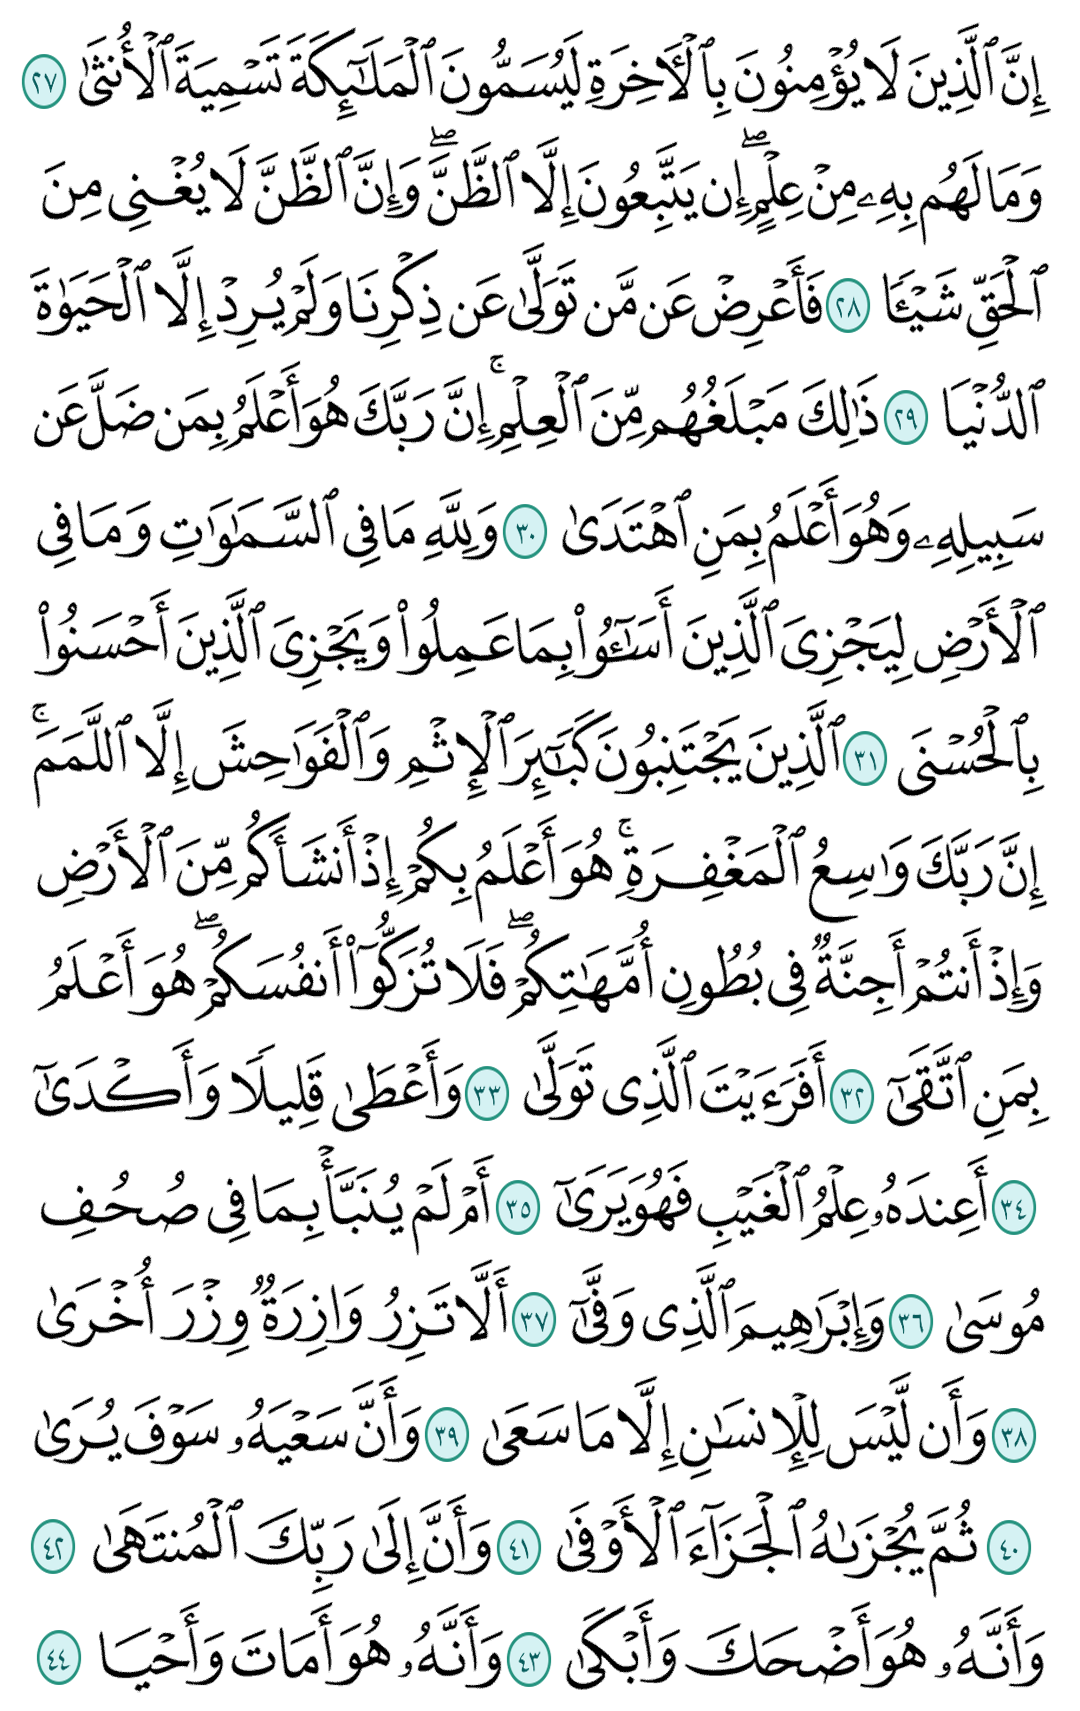 إِنَّ ٱلَّذِينَ لَا يُؤۡمِنُونَ بِٱلۡأٓخِرَةِ لَيُسَمُّونَ ٱلۡمَلَٰٓئِكَةَ تَسۡمِيَةَ ٱلۡأُنثَىٰ ٢٧
وَمَا لَهُم بِهِۦ مِنۡ عِلۡمٍۖ إِن يَتَّبِعُونَ إِلَّا ٱلظَّنَّۖ وَإِنَّ ٱلظَّنَّ لَا يُغۡنِي مِنَ
ٱلۡحَقِّ شَيۡـٔٗا ٢٨ فَأَعۡرِضۡ عَن مَّن تَوَلَّىٰ عَن ذِكۡرِنَا وَلَمۡ يُرِدۡ إِلَّا ٱلۡحَيَوٰةَ
ٱلدُّنۡيَا ٢٩ ذَٰلِكَ مَبۡلَغُهُم مِّنَ ٱلۡعِلۡمِۚ إِنَّ رَبَّكَ هُوَ أَعۡلَمُ بِمَن ضَلَّ عَن
سَبِيلِهِۦ وَهُوَ أَعۡلَمُ بِمَنِ ٱهۡتَدَىٰ ٣٠ وَلِلَّهِ مَا فِي ٱلسَّمَٰوَٰتِ وَمَا فِي
ٱلۡأَرۡضِ لِيَجۡزِيَ ٱلَّذِينَ أَسَٰٓـُٔواْ بِمَا عَمِلُواْ وَيَجۡزِيَ ٱلَّذِينَ أَحۡسَنُواْ
بِٱلۡحُسۡنَى ٣١ ٱلَّذِينَ يَجۡتَنِبُونَ كَبَٰٓئِرَ ٱلۡإِثۡمِ وَٱلۡفَوَٰحِشَ إِلَّا ٱللَّمَمَۚ
إِنَّ رَبَّكَ وَٰسِعُ ٱلۡمَغۡفِرَةِۚ هُوَ أَعۡلَمُ بِكُمۡ إِذۡ أَنشَأَكُم مِّنَ ٱلۡأَرۡضِ
وَإِذۡ أَنتُمۡ أَجِنَّةٞ فِي بُطُونِ أُمَّهَٰتِكُمۡۖ فَلَا تُزَكُّوٓاْ أَنفُسَكُمۡۖ هُوَ أَعۡلَمُ
بِمَنِ ٱتَّقَىٰٓ ٣٢ أَفَرَءَيۡتَ ٱلَّذِي تَوَلَّىٰ ٣٣ وَأَعۡطَىٰ قَلِيلٗا وَأَكۡدَىٰٓ
٣٤ أَعِندَهُۥ عِلۡمُ ٱلۡغَيۡبِ فَهُوَ يَرَىٰٓ ٣٥ أَمۡ لَمۡ يُنَبَّأۡ بِمَا فِي صُحُفِ
مُوسَىٰ ٣٦ وَإِبۡرَٰهِيمَ ٱلَّذِي وَفَّىٰٓ ٣٧ أَلَّا تَزِرُ وَازِرَةٞ وِزۡرَ أُخۡرَىٰ
٣٨ وَأَن لَّيۡسَ لِلۡإِنسَٰنِ إِلَّا مَا سَعَىٰ ٣٩ وَأَنَّ سَعۡيَهُۥ سَوۡفَ يُرَىٰ
٤٠ ثُمَّ يُجۡزَىٰهُ ٱلۡجَزَآءَ ٱلۡأَوۡفَىٰ ٤١ وَأَنَّ إِلَىٰ رَبِّكَ ٱلۡمُنتَهَىٰ ٤٢
وَأَنَّهُۥ هُوَ أَضۡحَكَ وَأَبۡكَىٰ ٤٣ وَأَنَّهُۥ هُوَ أَمَاتَ وَأَحۡيَا ٤٤